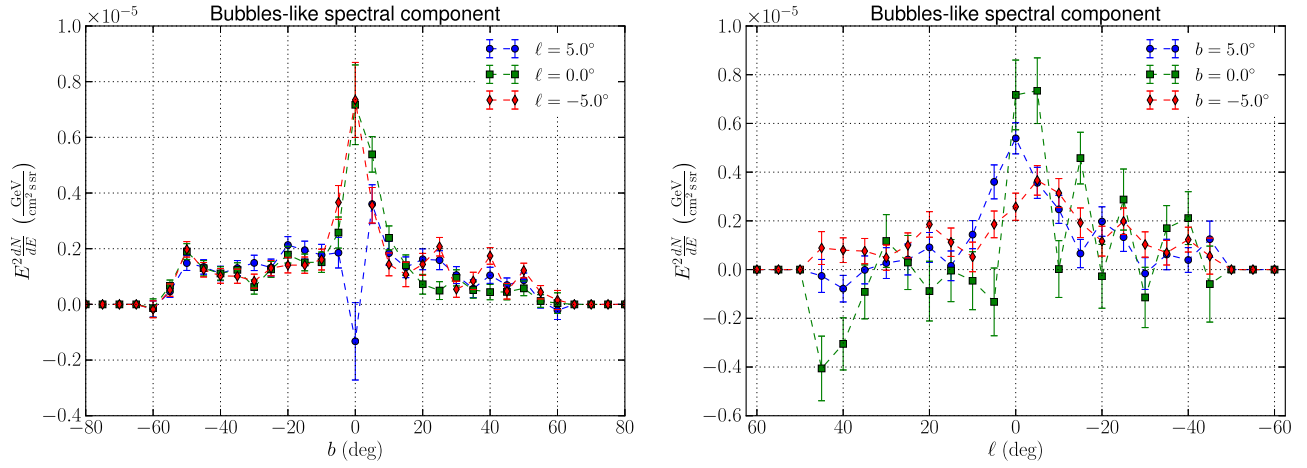 Bubbles-like spectral component
1.0 ×10⁻⁵
0.8
0.6
0.4
0.2
0.0
−0.2
−0.4
−80 −60 −40 −20 0 20 40 60 80
b (deg)
E² dN/dE (GeV / cm² s sr)
ℓ = 5.0°
ℓ = 0.0°
ℓ = −5.0°
Bubbles-like spectral component
1.0 ×10⁻⁵
0.8
0.6
0.4
0.2
0.0
−0.2
−0.4
−0.6
60 40 20 0 −20 −40 −60
ℓ (deg)
E² dN/dE (GeV / cm² s sr)
b = 5.0°
b = 0.0°
b = −5.0°